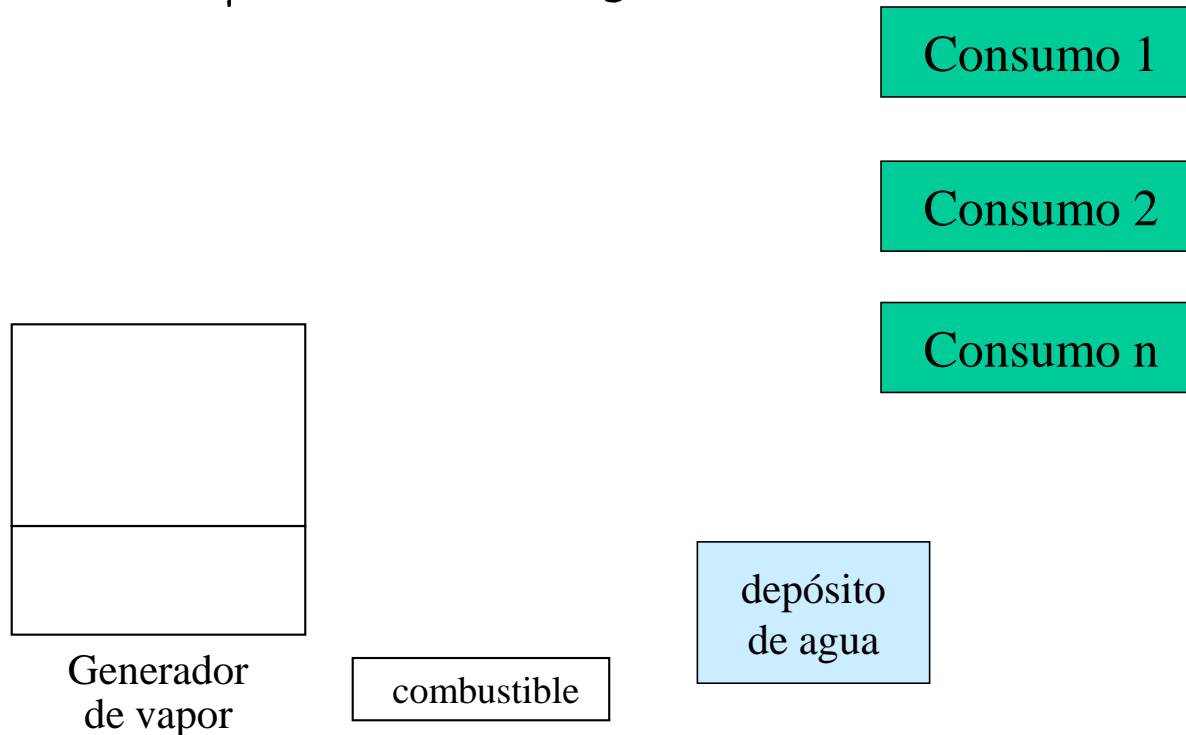 Consumo 1
Consumo 2
Consumo n
depósito
de agua
Generador
de vapor
combustible